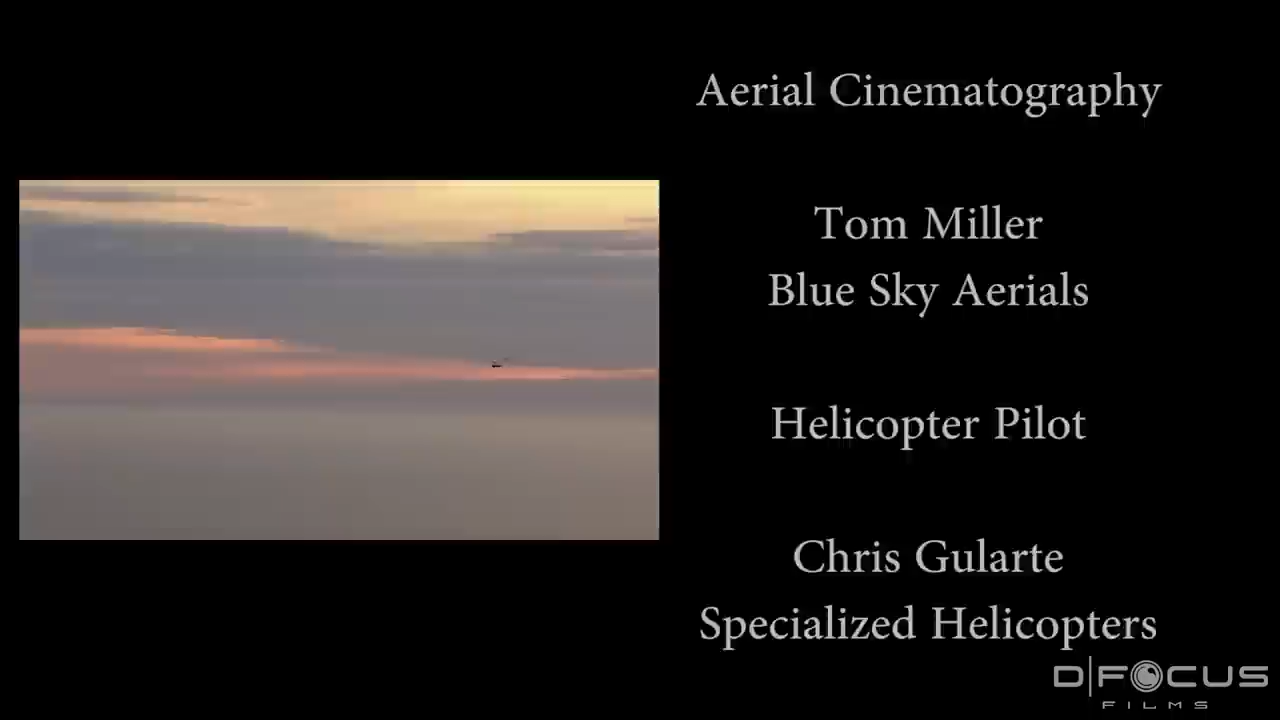 Aerial Cinematography
Tom Miller
Blue Sky Aerials
Helicopter Pilot
Chris Gularte
Specialized Helicopters
D|FOCUS
FILMS